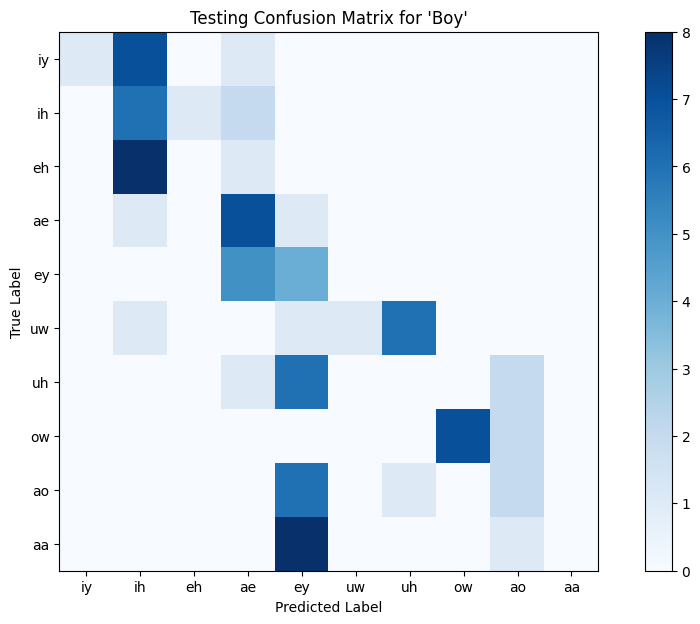 Testing Confusion Matrix for 'Boy'
True Label
iy
ih
eh
ae
ey
uw
uh
ow
ao
aa
iy ih eh ae ey uw uh ow ao aa
Predicted Label
8
7
6
5
4
3
2
1
0